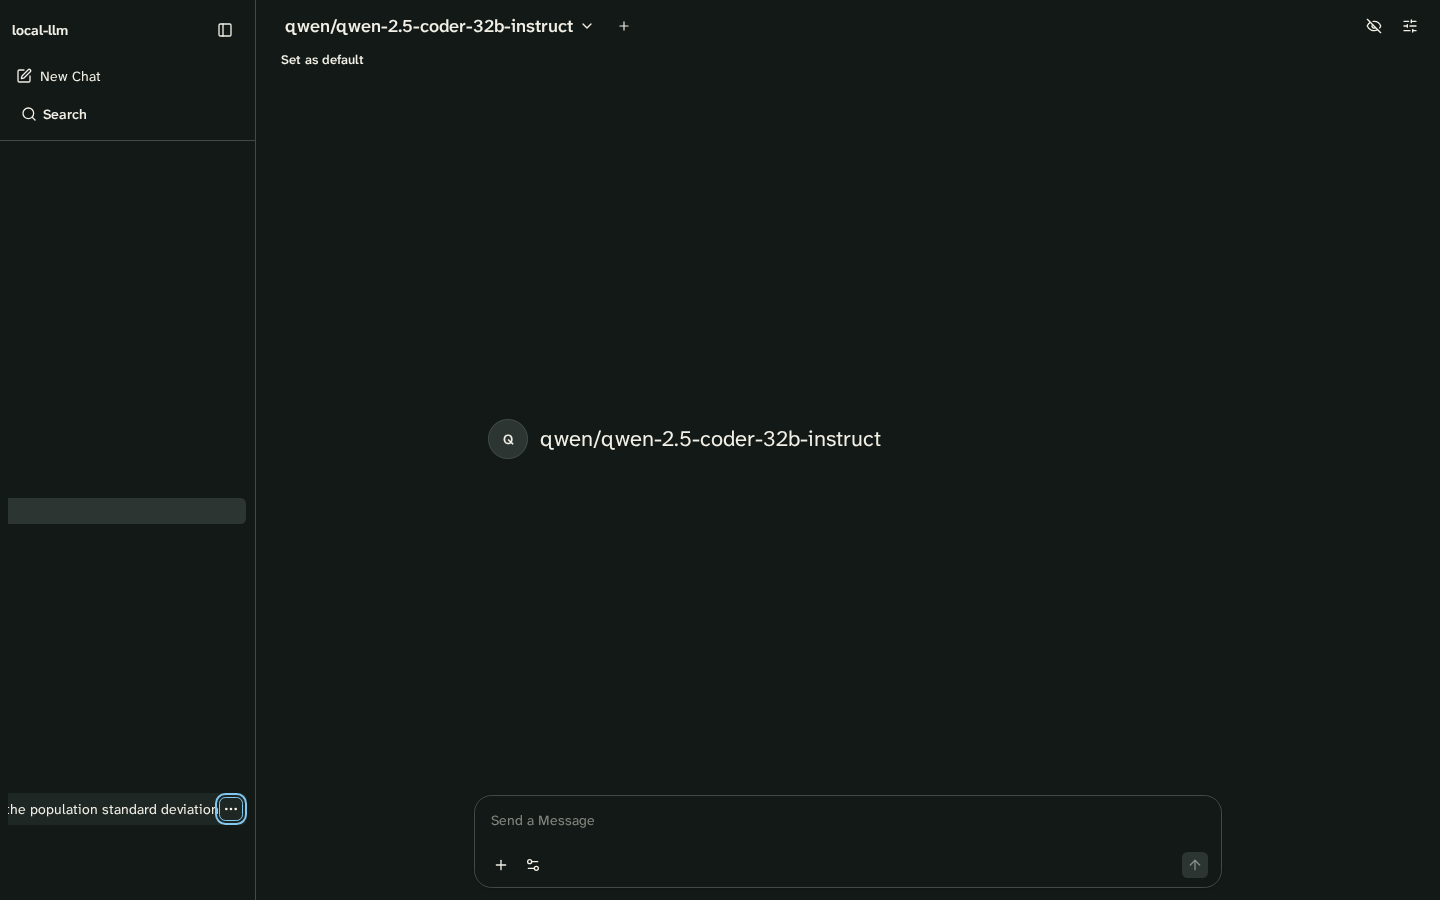 local-llm
New Chat
Search
the population standard deviation
qwen/qwen-2.5-coder-32b-instruct
Set as default
Q
qwen/qwen-2.5-coder-32b-instruct
Send a Message